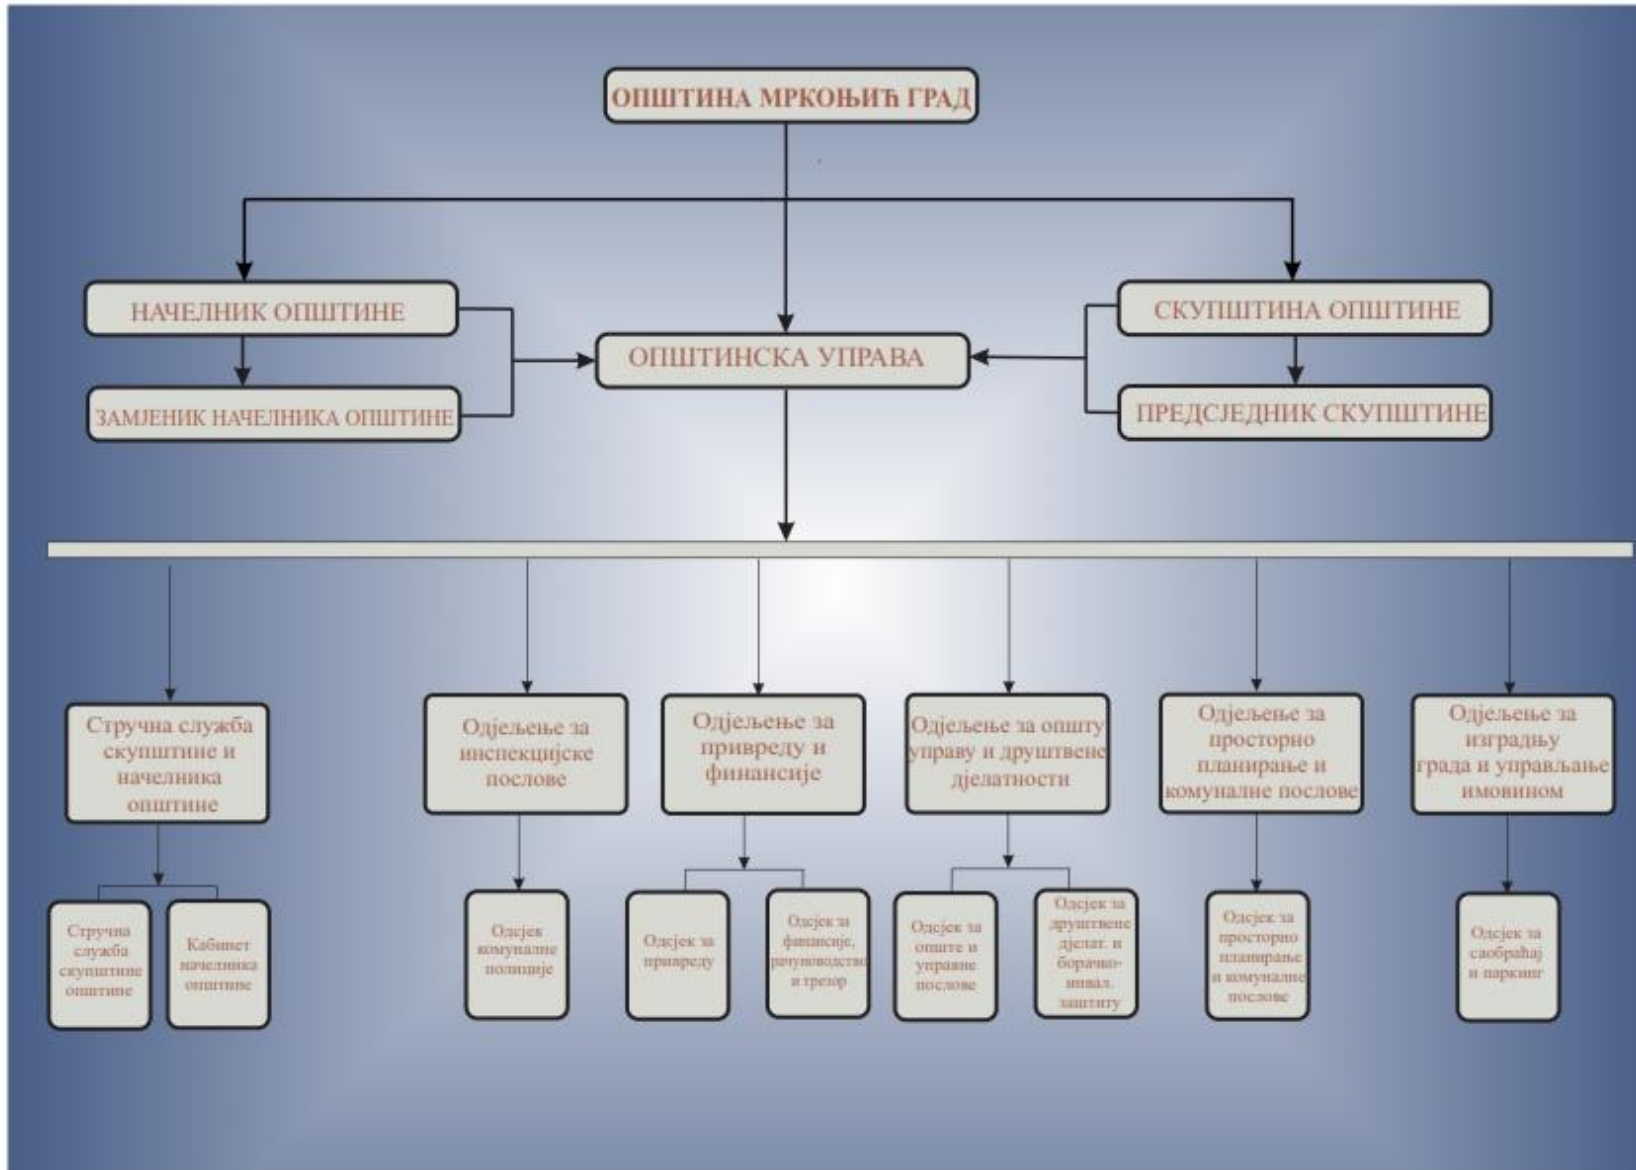 ОПШТИНА МРКОЊИЋ ГРАД
НАЧЕЛНИК ОПШТИНЕ
СКУПШТИНА ОПШТИНЕ
ОПШТИНСКА УПРАВА
ЗАМЈЕНИК НАЧЕЛНИКА ОПШТИНЕ
ПРЕДСЈЕДНИК СКУПШТИНЕ
Стручна служба
скупштине и
начелника
општине
Одјељење за
инспекцијске
послове
Одјељење за
привреду и
финансије
Одјељење за општу
управу и друштвене
дјелатности
Одјељење за
просторно
планирање и
комуналне послове
Одјељење за
изградњу
града и управљање
имовином
Стручна
служба
скупштине
општине
Кабинет
начелника
општине
Одсјек
комуналне
полиције
Одсјек за
привреду
Одсјек за
финансије,
рачуноводство
и трезор
Одсјек за
опште и
управне
послове
Одсјек за
друштвене
дјелат. и
борачко-
инвал.
заштиту
Одсјек за
просторно
планирање
и комуналне
послове
Одсјек за
саобраћај
и паркинг